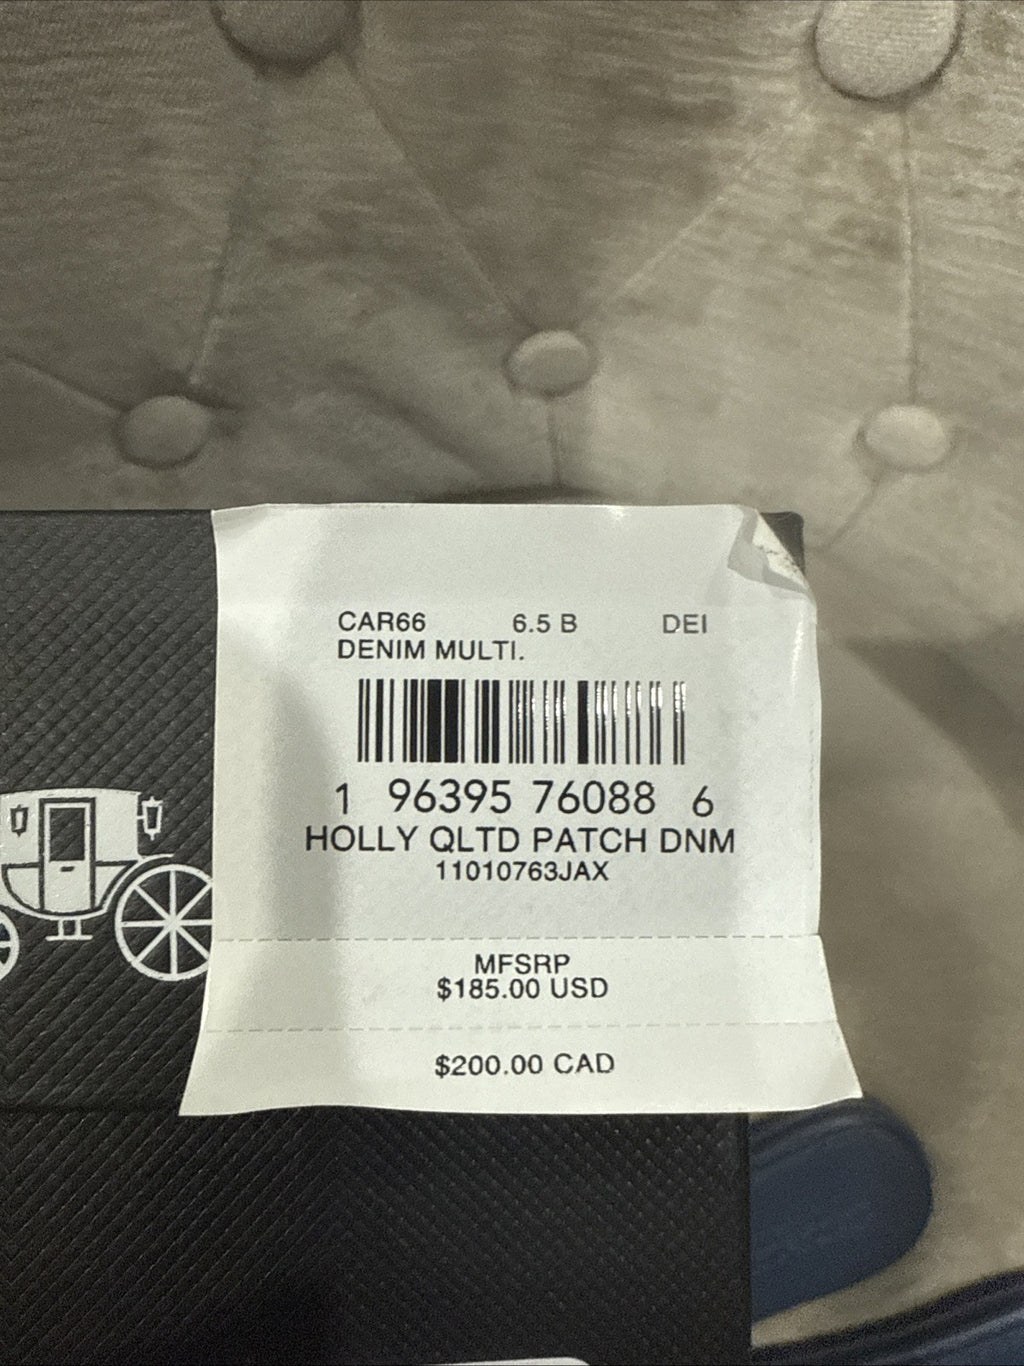 CAR66 6.5 B DEI
DENIM MULTI.
1 96395 76088 6
HOLLY QLTD PATCH DNM
11010763JAX
MFSRP
$185.00 USD
$200.00 CAD